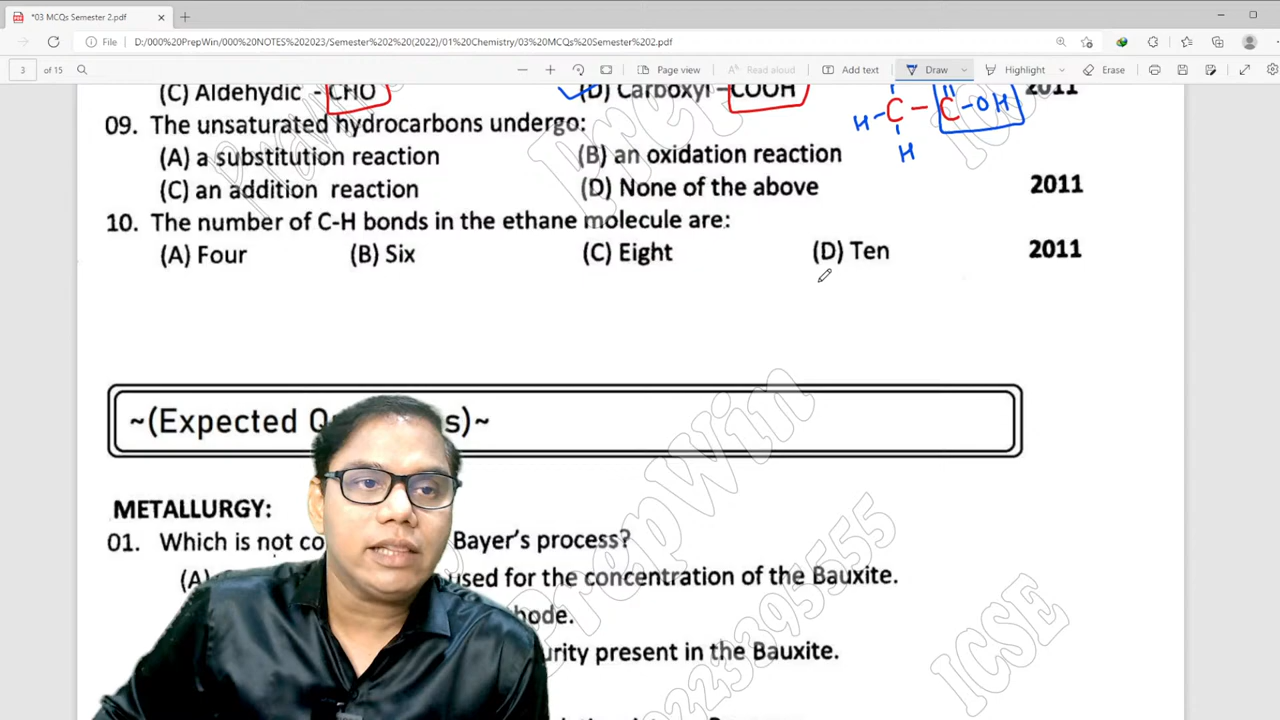 *03 MCQs Semester 2.pdf
File D:/000%20PrepWin/000%20NOTES%202023/Semester%202%20(2022)/01%20Chemistry/03%20MCQs%20Semester%202.pdf
3 of 15 Page view Read aloud Add text Draw Highlight Erase
(C) Aldehydic - CHO (D) Carboxyl –COOH 2011
H - C - C - OH
H
09. The unsaturated hydrocarbons undergo:
(A) a substitution reaction (B) an oxidation reaction
(C) an addition reaction (D) None of the above 2011
10. The number of C-H bonds in the ethane molecule are:
(A) Four (B) Six (C) Eight (D) Ten 2011
~(Expected s)~
METALLURGY:
01. Which is not Bayer's process?
(A) used for the concentration of the Bauxite.
present in the Bauxite.
PrepWin
ICSE